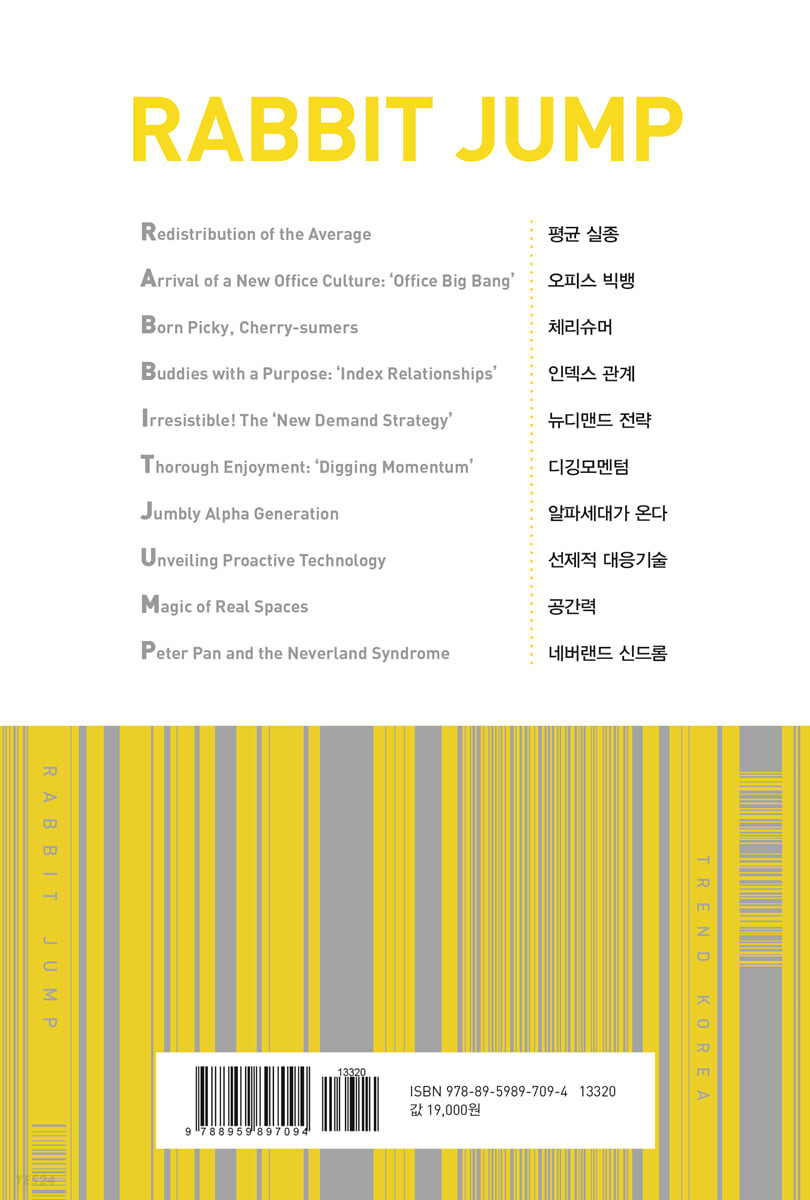 RABBIT JUMP
Redistribution of the Average 평균 실종
Arrival of a New Office Culture: ‘Office Big Bang’ 오피스 빅뱅
Born Picky, Cherry-sumers 체리슈머
Buddies with a Purpose: ‘Index Relationships’ 인덱스 관계
Irresistible! The ‘New Demand Strategy’ 뉴디맨드 전략
Thorough Enjoyment: ‘Digging Momentum’ 디깅모멘텀
Jumbly Alpha Generation 알파세대가 온다
Unveiling Proactive Technology 선제적 대응기술
Magic of Real Spaces 공간력
Peter Pan and the Neverland Syndrome 네버랜드 신드롬
RABBIT JUMP
TREND KOREA
13320
9 788959 897094
ISBN 978-89-5989-709-4 13320
값 19,000원
YES24